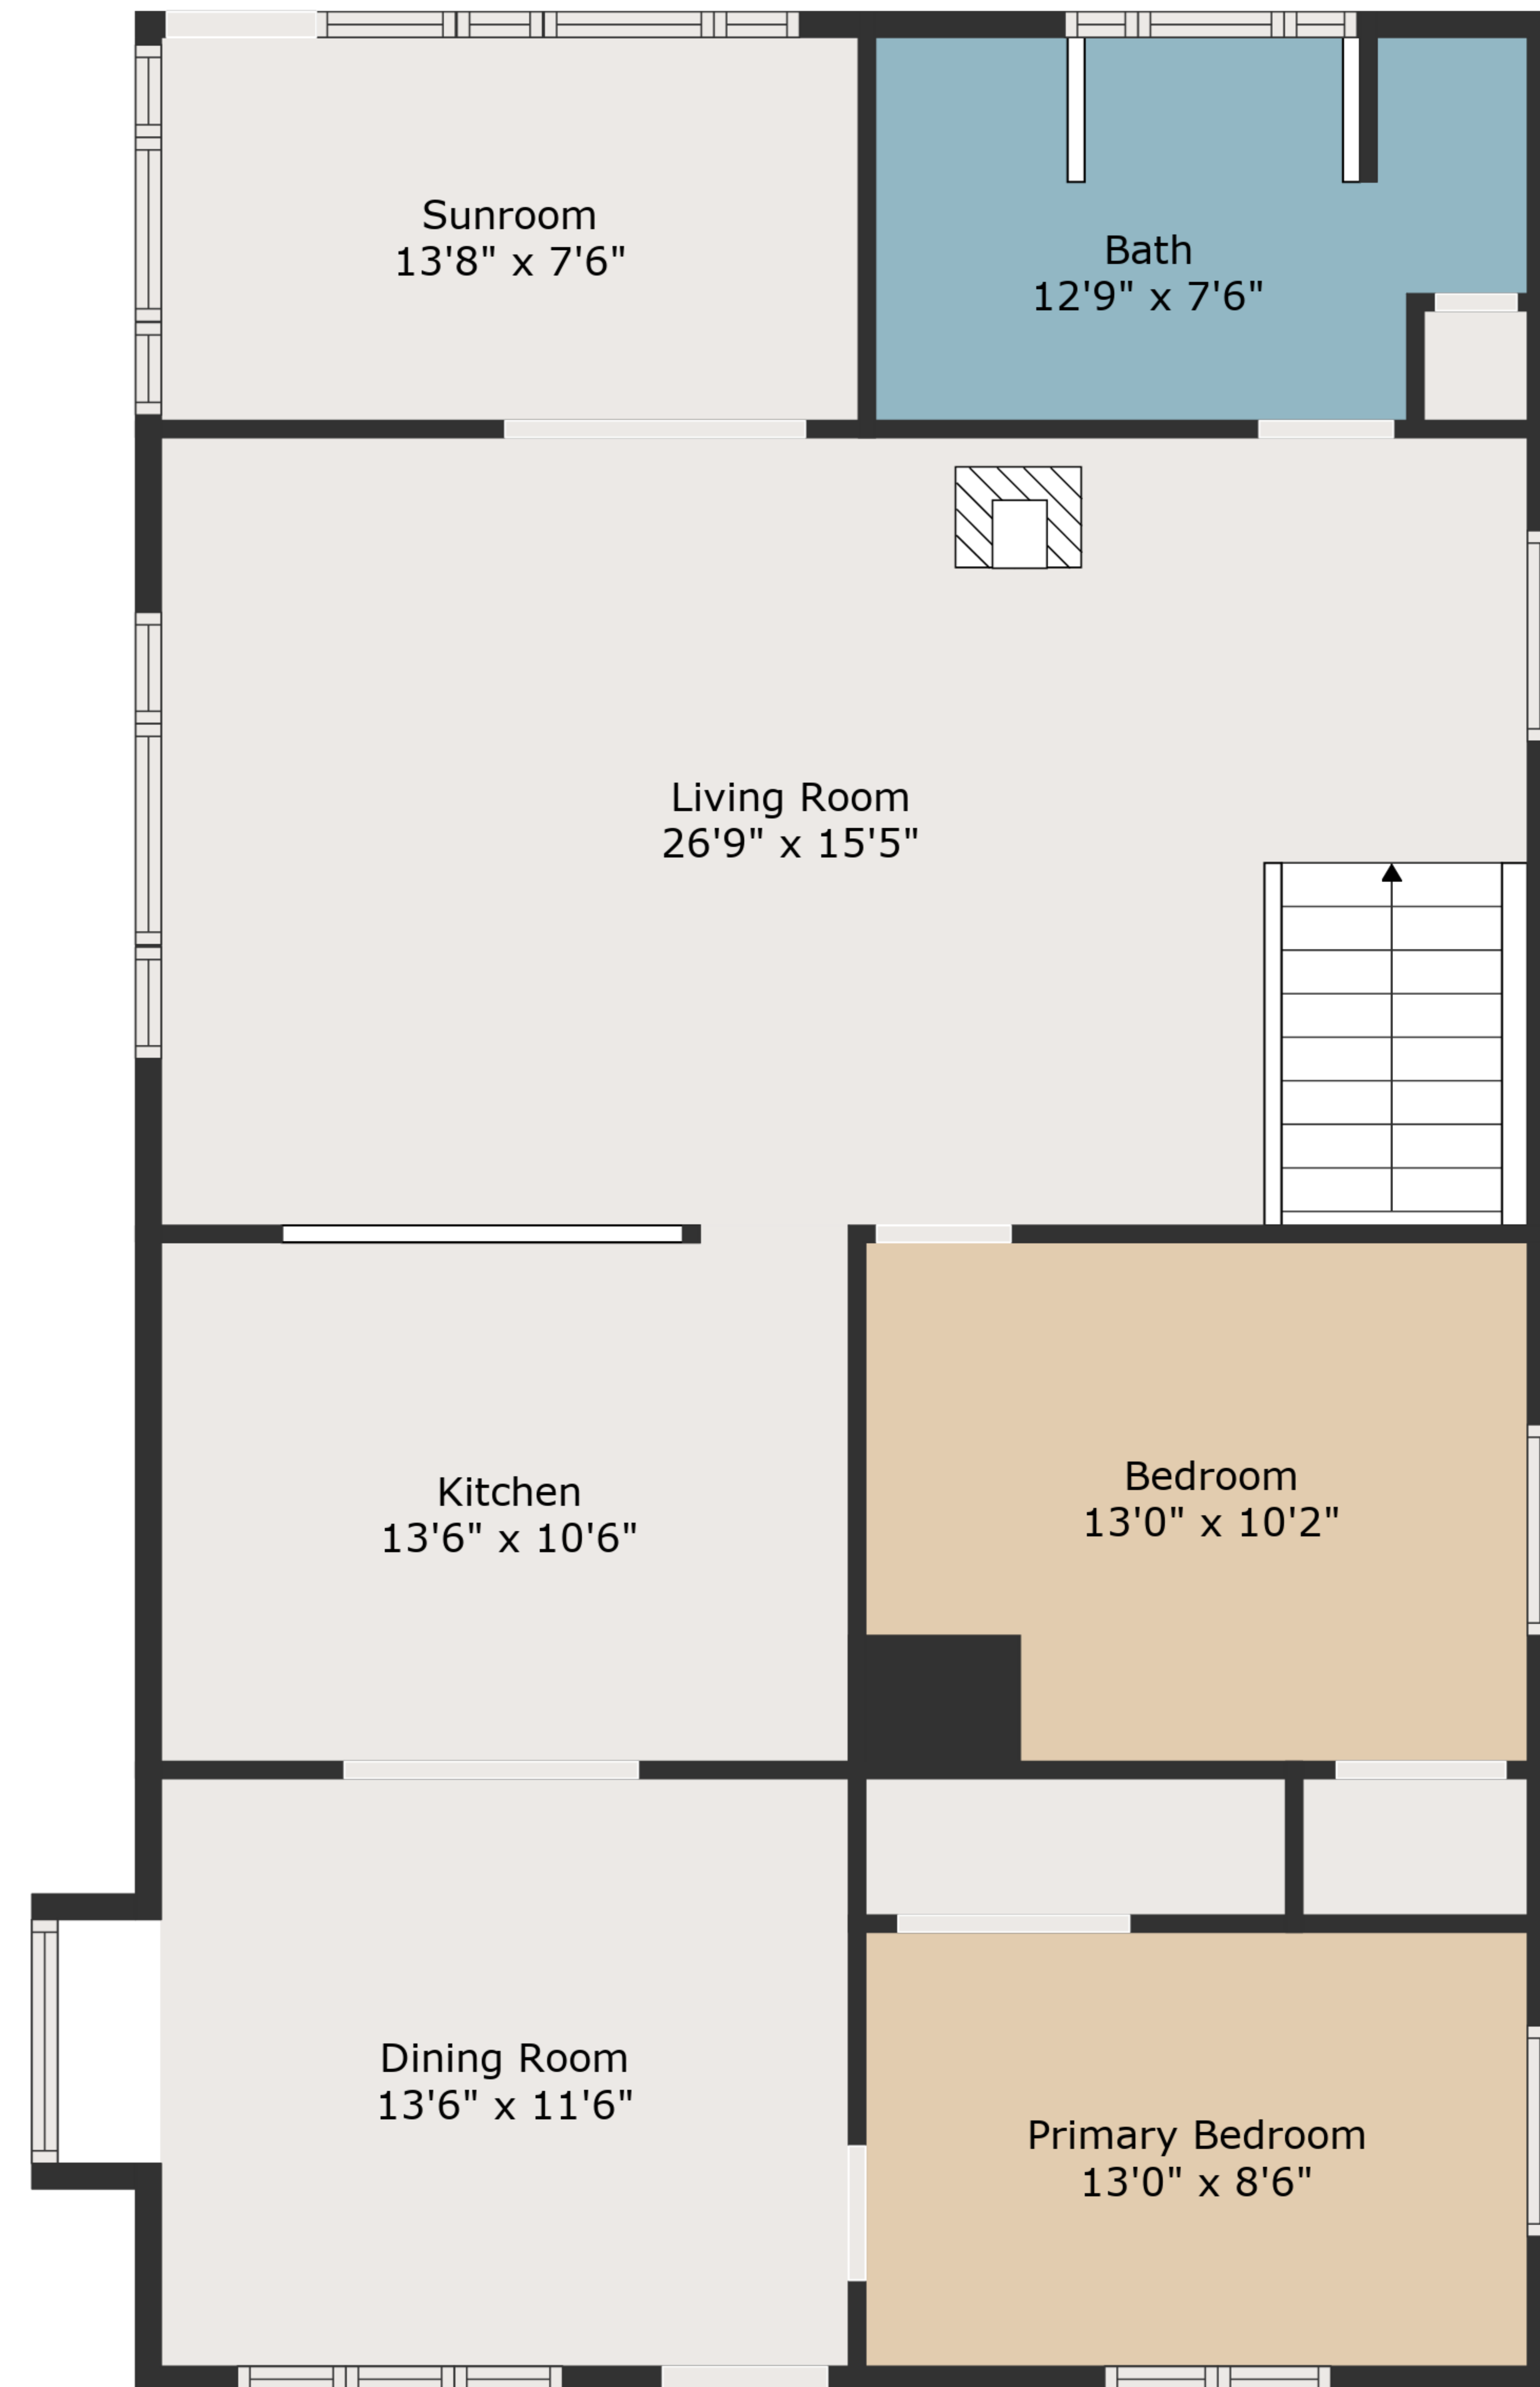 Sunroom
13'8" x 7'6"
Bath
12'9" x 7'6"
Living Room
26'9" x 15'5"
Kitchen
13'6" x 10'6"
Bedroom
13'0" x 10'2"
Dining Room
13'6" x 11'6"
Primary Bedroom
13'0" x 8'6"